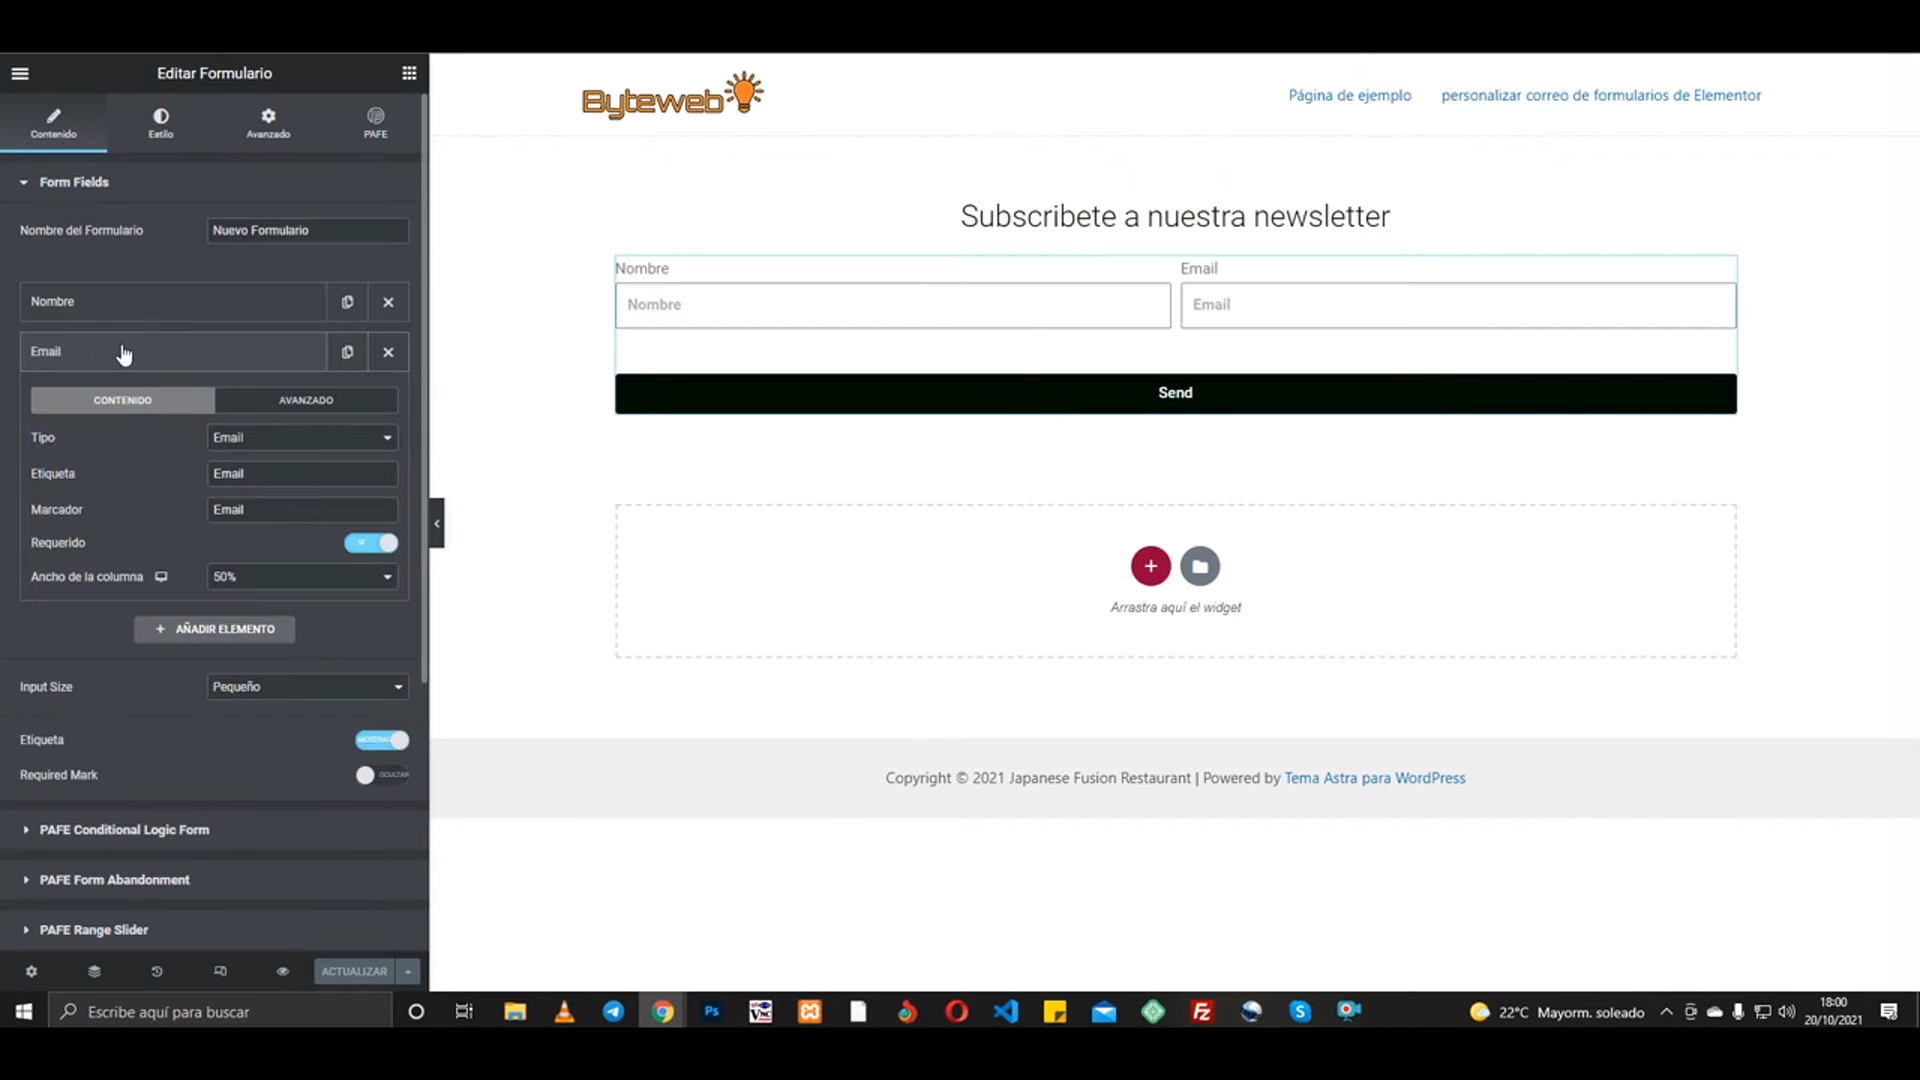 Editar Formulario
Contenido
Estilo
Avanzado
PAFE
Form Fields
Nombre del Formulario
Nuevo Formulario
Nombre
Email
CONTENIDO
AVANZADO
Tipo
Email
Etiqueta
Email
Marcador
Email
Requerido
Ancho de la columna
50%
+ AÑADIR ELEMENTO
Input Size
Pequeño
Etiqueta
Required Mark
OCULTAR
PAFE Conditional Logic Form
PAFE Form Abandonment
PAFE Range Slider
ACTUALIZAR
Byteweb
Página de ejemplo
personalizar correo de formularios de Elementor
Subscribete a nuestra newsletter
Nombre
Email
Nombre
Email
Send
Arrastra aquí el widget
Copyright © 2021 Japanese Fusion Restaurant | Powered by Tema Astra para WordPress
Escribe aquí para buscar
22°C Mayorm. soleado
18:00
20/10/2021